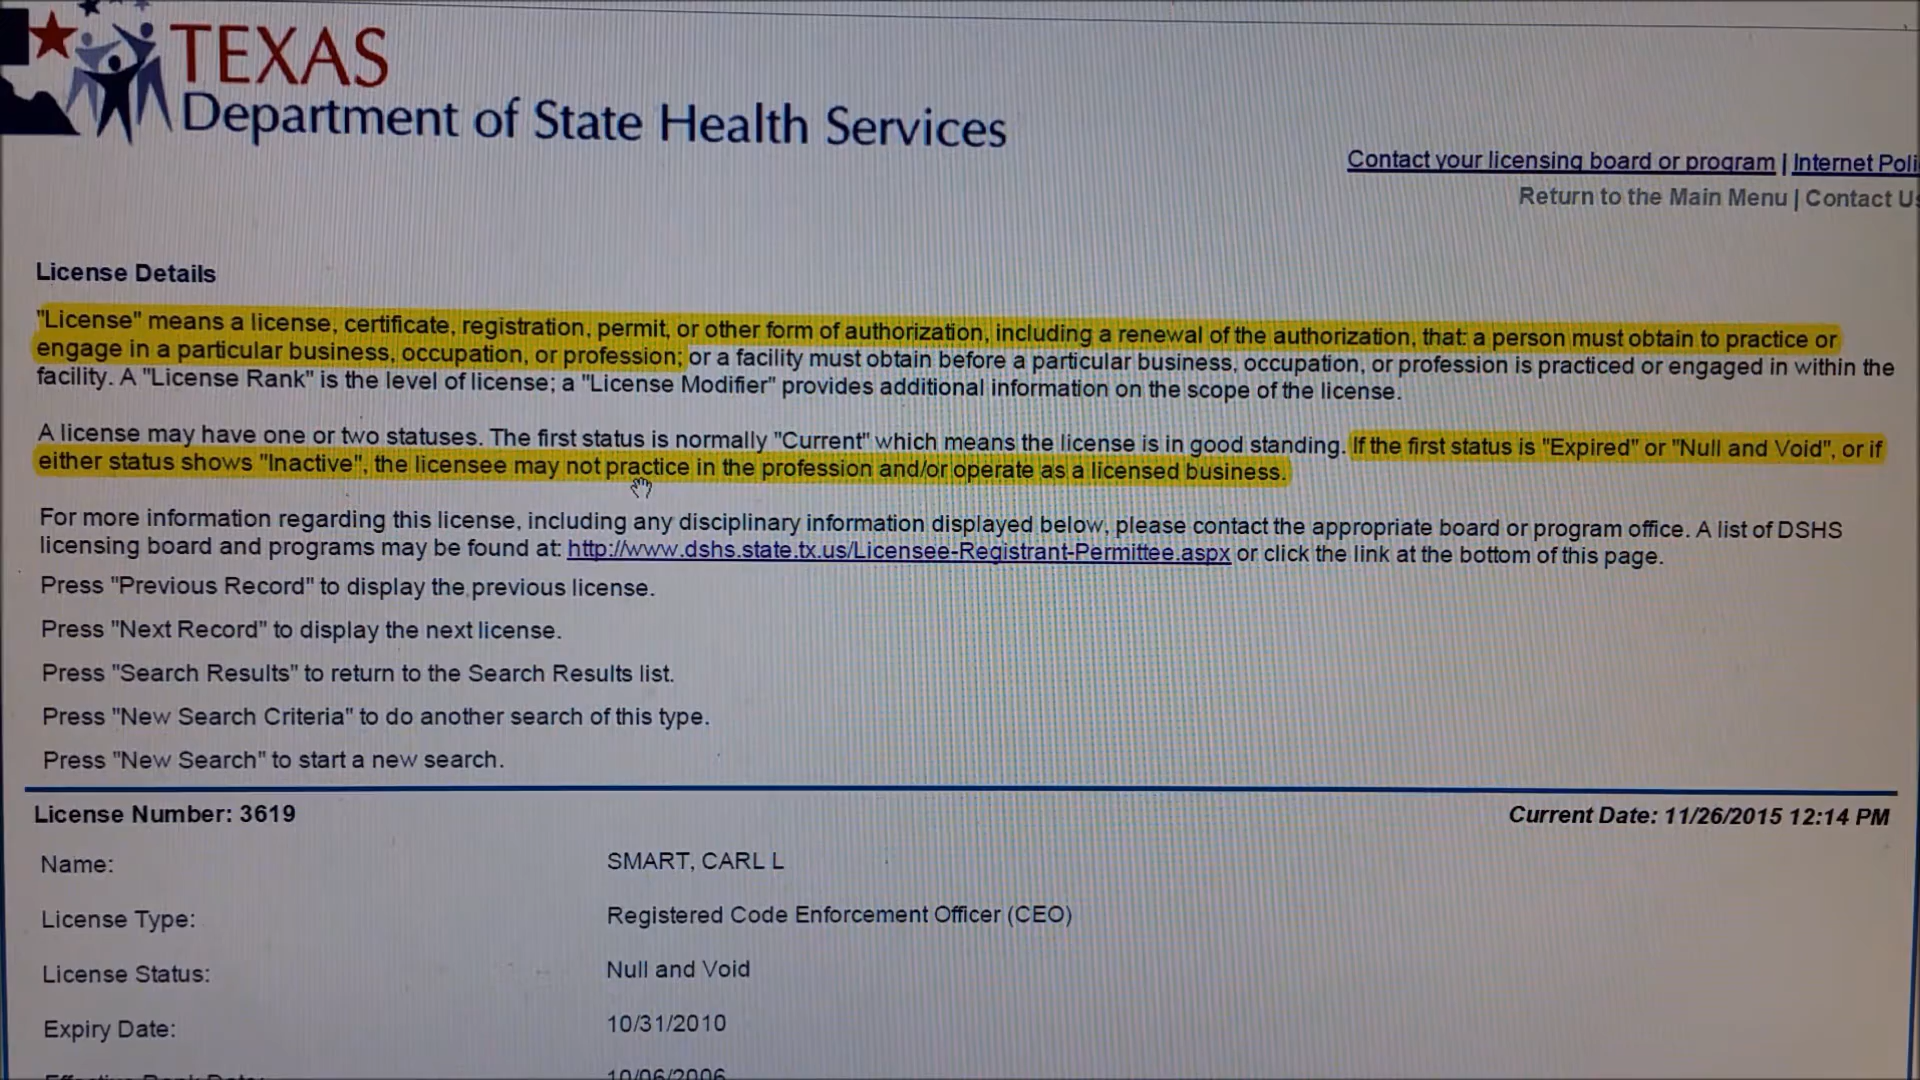 TEXAS
Department of State Health Services
Contact your licensing board or program | Internet Poli
Return to the Main Menu | Contact Us
License Details
"License" means a license, certificate, registration, permit, or other form of authorization, including a renewal of the authorization, that: a person must obtain to practice or
engage in a particular business, occupation, or profession; or a facility must obtain before a particular business, occupation, or profession is practiced or engaged in within the
facility. A "License Rank" is the level of license; a "License Modifier" provides additional information on the scope of the license.
A license may have one or two statuses. The first status is normally "Current" which means the license is in good standing. If the first status is "Expired" or "Null and Void", or if
either status shows "Inactive", the licensee may not practice in the profession and/or operate as a licensed business.
For more information regarding this license, including any disciplinary information displayed below, please contact the appropriate board or program office. A list of DSHS
licensing board and programs may be found at: http://www.dshs.state.tx.us/Licensee-Registrant-Permittee.aspx or click the link at the bottom of this page.
Press "Previous Record" to display the previous license.
Press "Next Record" to display the next license.
Press "Search Results" to return to the Search Results list.
Press "New Search Criteria" to do another search of this type.
Press "New Search" to start a new search.
License Number: 3619 Current Date: 11/26/2015 12:14 PM
Name: SMART, CARL L
License Type: Registered Code Enforcement Officer (CEO)
License Status: Null and Void
Expiry Date: 10/31/2010
10/06/2006